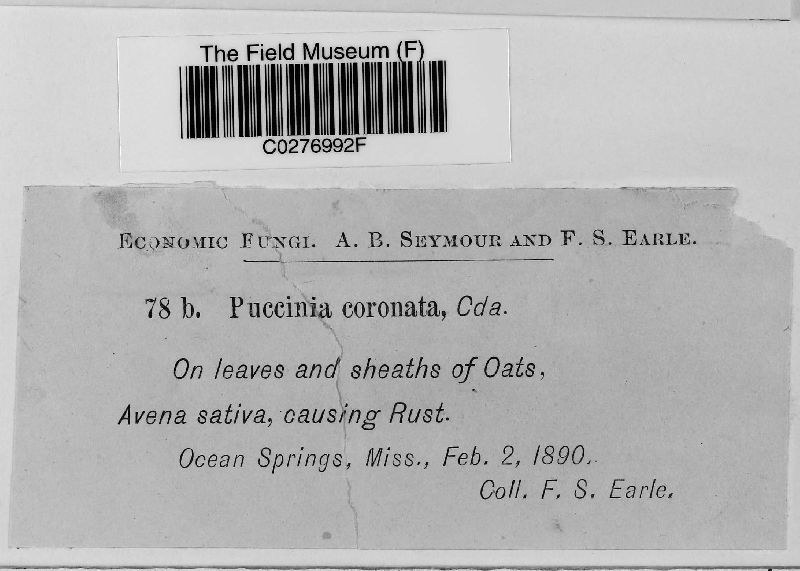 The Field Museum (F)
C0276992F
ECONOMIC FUNGI. A. B. SEYMOUR AND F. S. EARLE.
78 b. Puccinia coronata, Cda.
On leaves and sheaths of Oats,
Avena sativa, causing Rust.
Ocean Springs, Miss., Feb. 2, 1890.
Coll. F. S. Earle.